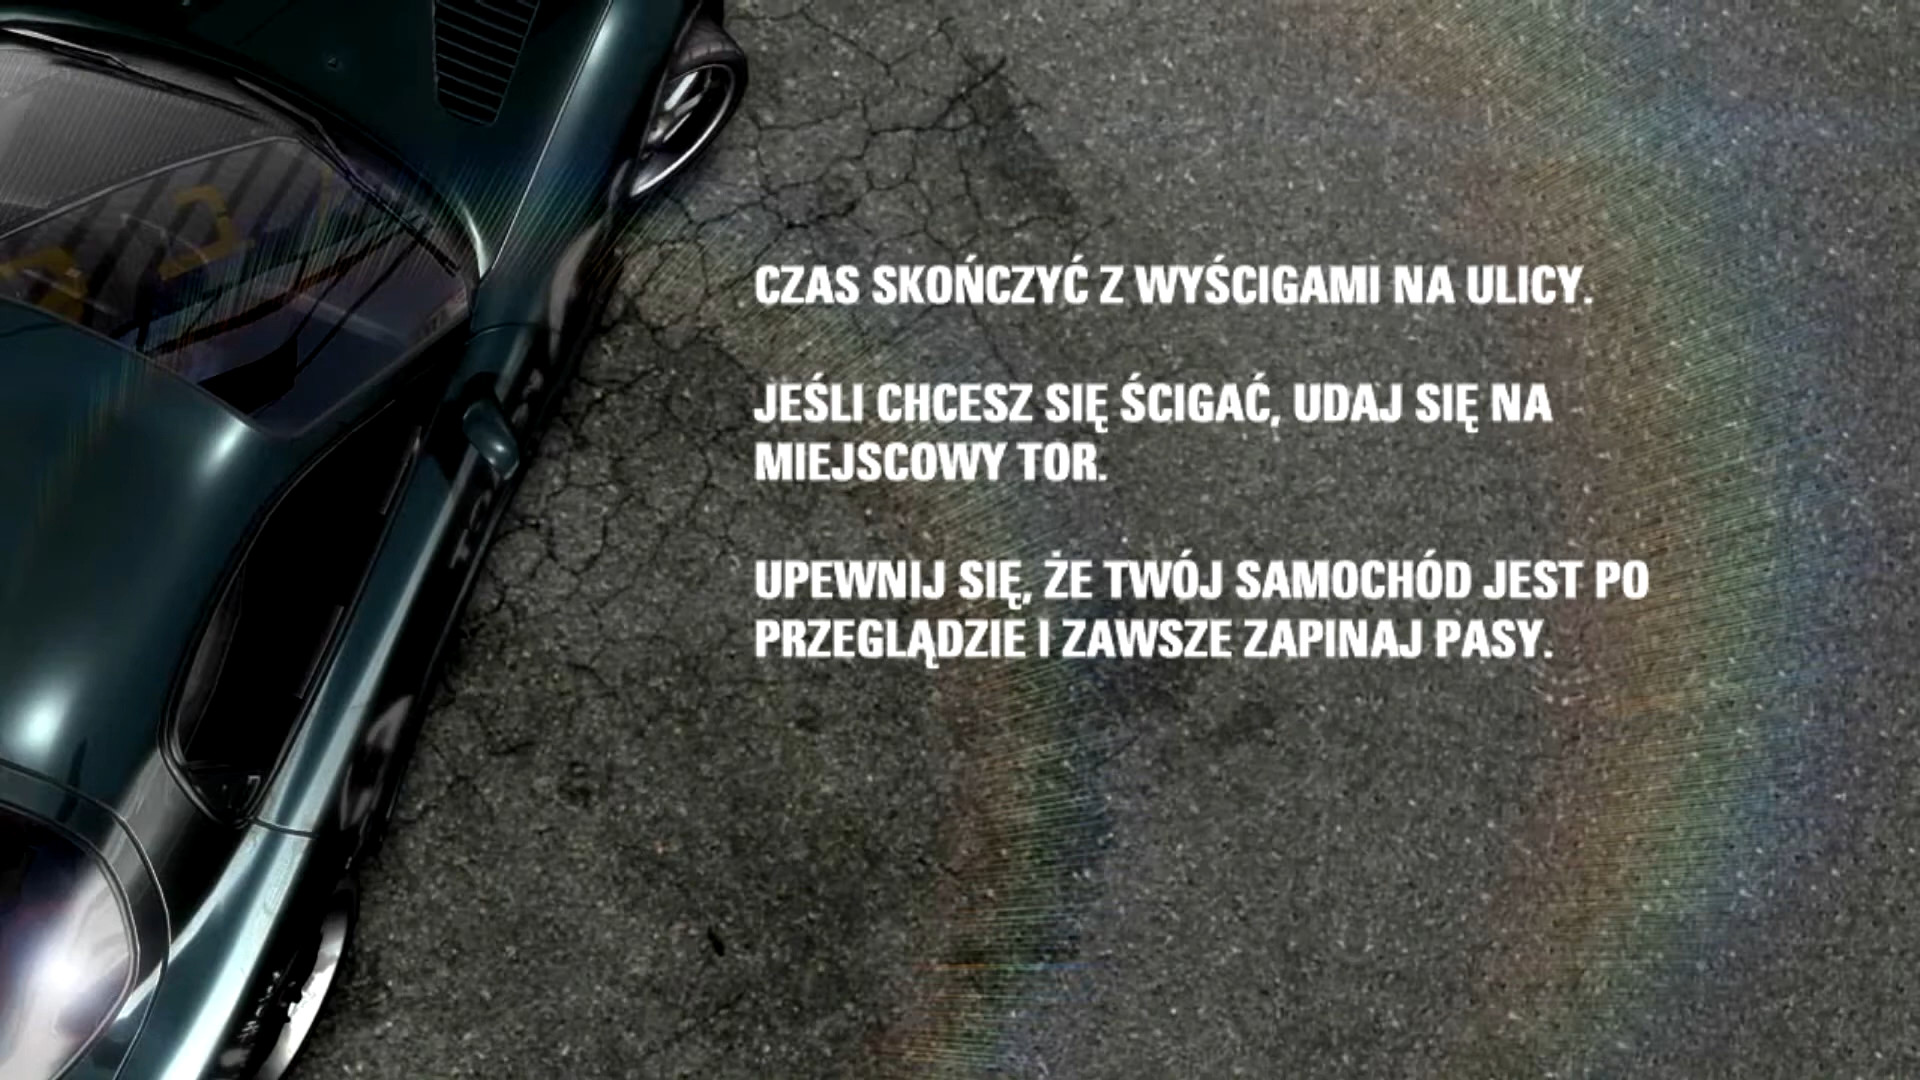 CZAS SKOŃCZYĆ Z WYŚCIGAMI NA ULICY.
JEŚLI CHCESZ SIĘ ŚCIGAĆ, UDAJ SIĘ NA
MIEJSCOWY TOR.
UPEWNIJ SIĘ, ŻE TWÓJ SAMOCHÓD JEST PO
PRZEGLĄDZIE I ZAWSZE ZAPINAJ PASY.